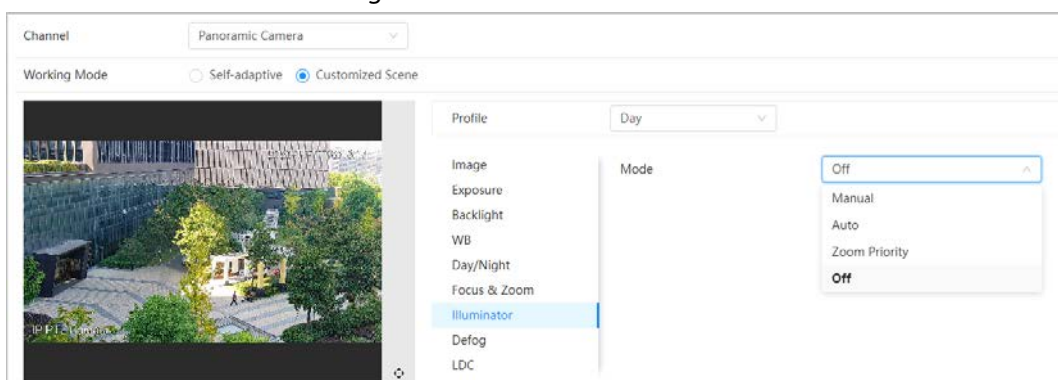 Channel Panoramic Camera
Working Mode Self-adaptive Customized Scene
Profile Day
Image Mode Off
Exposure Manual
Backlight Auto
WB Zoom Priority
Day/Night Off
Focus & Zoom
Illuminator
Defog
LDC